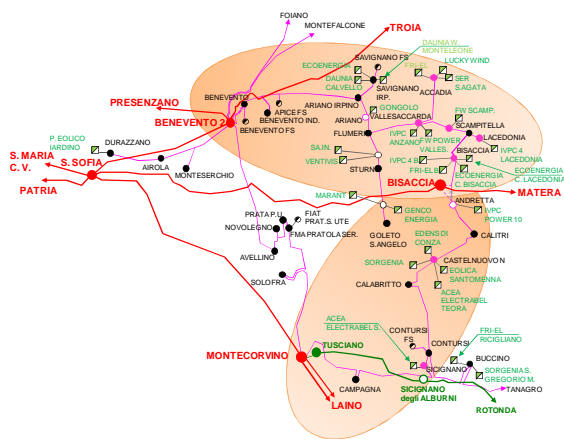 FOIANO
MONTEFALCONE
TROIA
DAUNIA W.
MONTELEONE
SAVIGNANO FS
ECOENERGIA
FRI-EL
LUCKY WIND
DAUNIA
CALVELLO
SAVIGNANO
IRP.
ACCADIA
SER
S.AGATA
PRESENZANO
BENEVENTO
ARIANO IRPINO
GONGOLO
FW SCAMP.
APICE FS
BENEVENTO IND.
VALLESACCARDA
ARIANO
BENEVENTO 2
BENEVENTO FS
FLUMERI
SCAMPITELLA
IVPC
ANZANO
FW POWER
VALLES.
LACEDONIA
P.EOLICO
IARDINO
DURAZZANO
SA.IN.
BISACCIA
IVPC 4
LACEDONIA
S. MARIA
C. V.
S.SOFIA
AIROLA
VENTIVIS
IVPC 4 B
STURNO
FRI-ELB
ECOENERGIA
C. LACEDONIA
MONTESERCHIO
ECOENERGIA
C. BISACCIA
PATRIA
BISACCIA
MATERA
MARANT
ANDRETTA
GENCO
ENERGIA
IVPC
POWER 10
PRATA P.U.
FIAT
PRAT. S. UTE
NOVOLEGNO
FMA PRATOLA SER.
GOLETO
S.ANGELO
CALITRI
EDENS DI
CONZA
AVELLINO
SORGENIA
CASTELNUOVO N
EOLICA
SANTOMENNA
SOLOFRA
CALABRITTO
ACEA
ELECTRABEL
TEORA
ACEA
ELECTRABEL S.
CONTURSI
FS
FRI-EL
RICIGLIANO
TUSCIANO
CONTURSI
MONTECORVINO
BUCCINO
SICIGNANO
SORGENIA S.
GREGORIO M.
CAMPAGNA
SICIGNANO
degli ALBURNI
TANAGRO
LAINO
ROTONDA